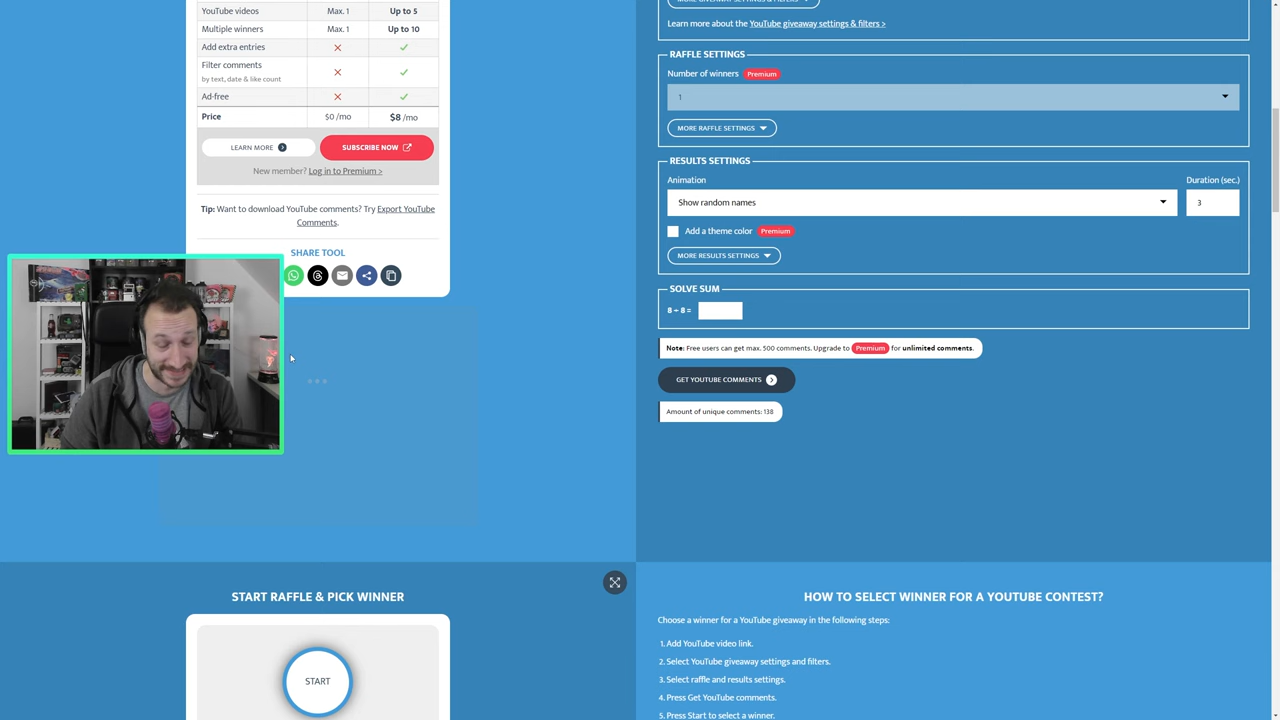 YouTube videos Max. 1 Up to 5
Multiple winners Max. 1 Up to 10
Add extra entries
Filter comments
by text, date & like count
Ad-free
Price $0 /mo $8 /mo
LEARN MORE SUBSCRIBE NOW
New member? Log in to Premium >
Tip: Want to download YouTube comments? Try Export YouTube
Comments.
SHARE TOOL
START RAFFLE & PICK WINNER
START
MORE GIVEAWAY SETTINGS & FILTERS
Learn more about the YouTube giveaway settings & filters >
RAFFLE SETTINGS
Number of winners Premium
1
MORE RAFFLE SETTINGS
RESULTS SETTINGS
Animation Duration (sec.)
Show random names 3
Add a theme color Premium
MORE RESULTS SETTINGS
SOLVE SUM
8 ÷ 8 =
Note: Free users can get max. 500 comments. Upgrade to Premium for unlimited comments.
GET YOUTUBE COMMENTS
Amount of unique comments: 138
HOW TO SELECT WINNER FOR A YOUTUBE CONTEST?
Choose a winner for a YouTube giveaway in the following steps:
1. Add YouTube video link.
2. Select YouTube giveaway settings and filters.
3. Select raffle and results settings.
4. Press Get YouTube comments.
5. Press Start to select a winner.